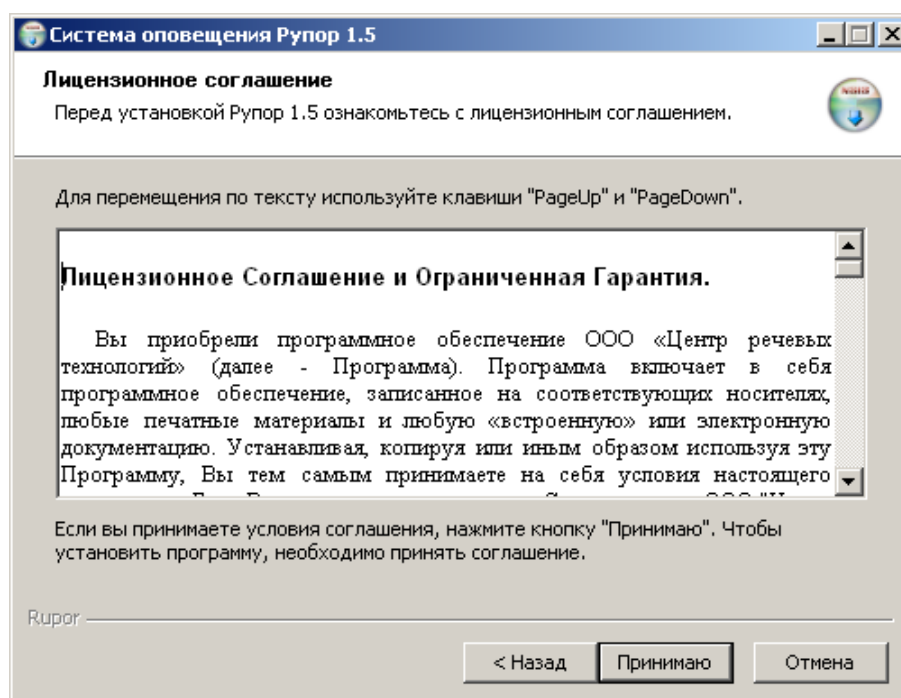 Система оповещения Рупор 1.5
Лицензионное соглашение
Перед установкой Рупор 1.5 ознакомьтесь с лицензионным соглашением.
Для перемещения по тексту используйте клавиши "PageUp" и "PageDown".
Лицензионное Соглашение и Ограниченная Гарантия.
Вы приобрели программное обеспечение ООО «Центр речевых
технологий» (далее - Программа). Программа включает в себя
программное обеспечение, записанное на соответствующих носителях,
любые печатные материалы и любую «встроенную» или электронную
документацию. Устанавливая, копируя или иным образом используя эту
Программу, Вы тем самым принимаете на себя условия настоящего
Если вы принимаете условия соглашения, нажмите кнопку "Принимаю". Чтобы
установить программу, необходимо принять соглашение.
Rupor
< Назад
Принимаю
Отмена